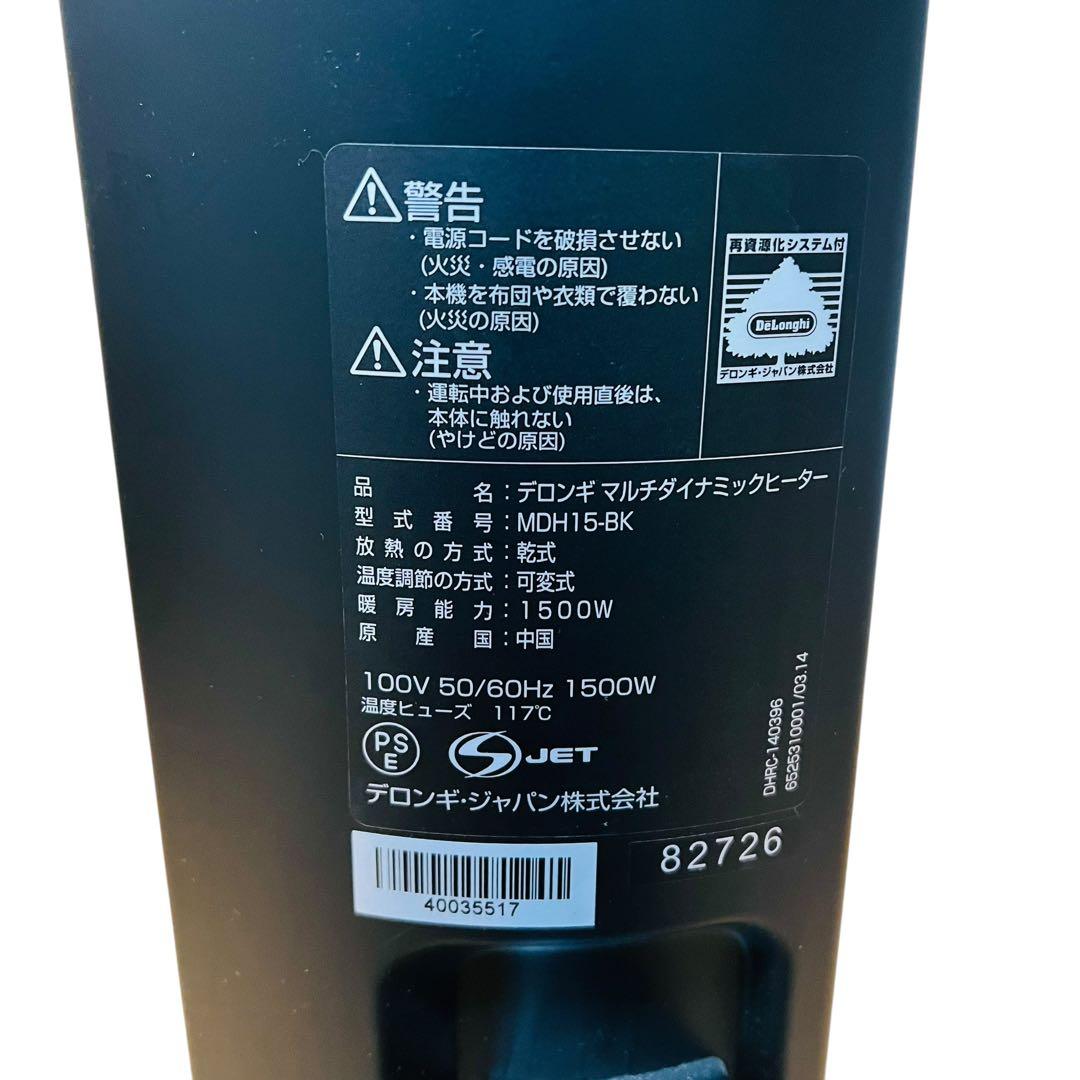 警告
・電源コードを破損させない
(火災・感電の原因)
・本機を布団や衣類で覆わない
(火災の原因)
注意
・運転中および使用直後は、
本体に触れない
(やけどの原因)
再資源化システム付
DēLonghi
デロンギ・ジャパン株式会社
品名:デロンギ マルチダイナミックヒーター
型式番号:MDH15-BK
放熱の方式:乾式
温度調節の方式:可変式
暖房能力:1500W
原産国:中国
100V 50/60Hz 1500W
温度ヒューズ 117℃
PSE
S JET
デロンギ・ジャパン株式会社
DHRC-140396
6525310001/03.14
82726
40035517